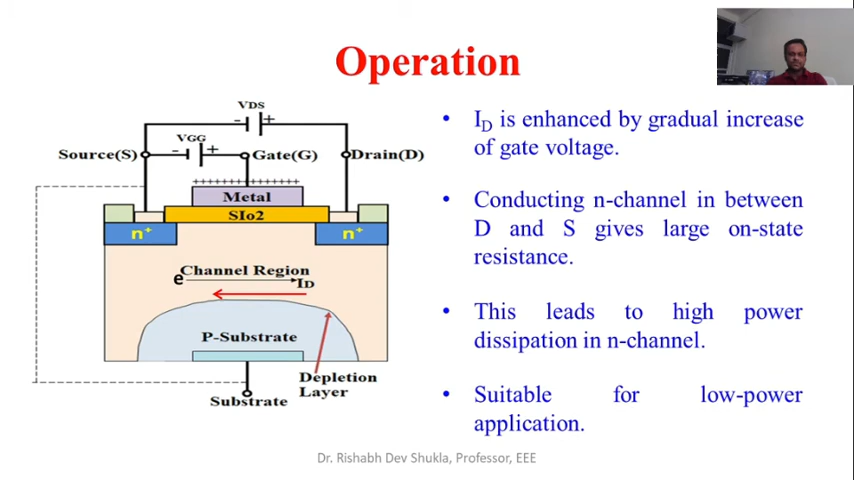 Operation
VDS
- +
VGG
- +
Source(S)
Gate(G)
Drain(D)
++++++++++++++++++
Metal
SIo2
n+
n+
Channel Region
e
ID
P-Substrate
Depletion
Layer
Substrate
• ID is enhanced by gradual increase
of gate voltage.
• Conducting n-channel in between
D and S gives large on-state
resistance.
• This leads to high power
dissipation in n-channel.
• Suitable for low-power
application.
Dr. Rishabh Dev Shukla, Professor, EEE